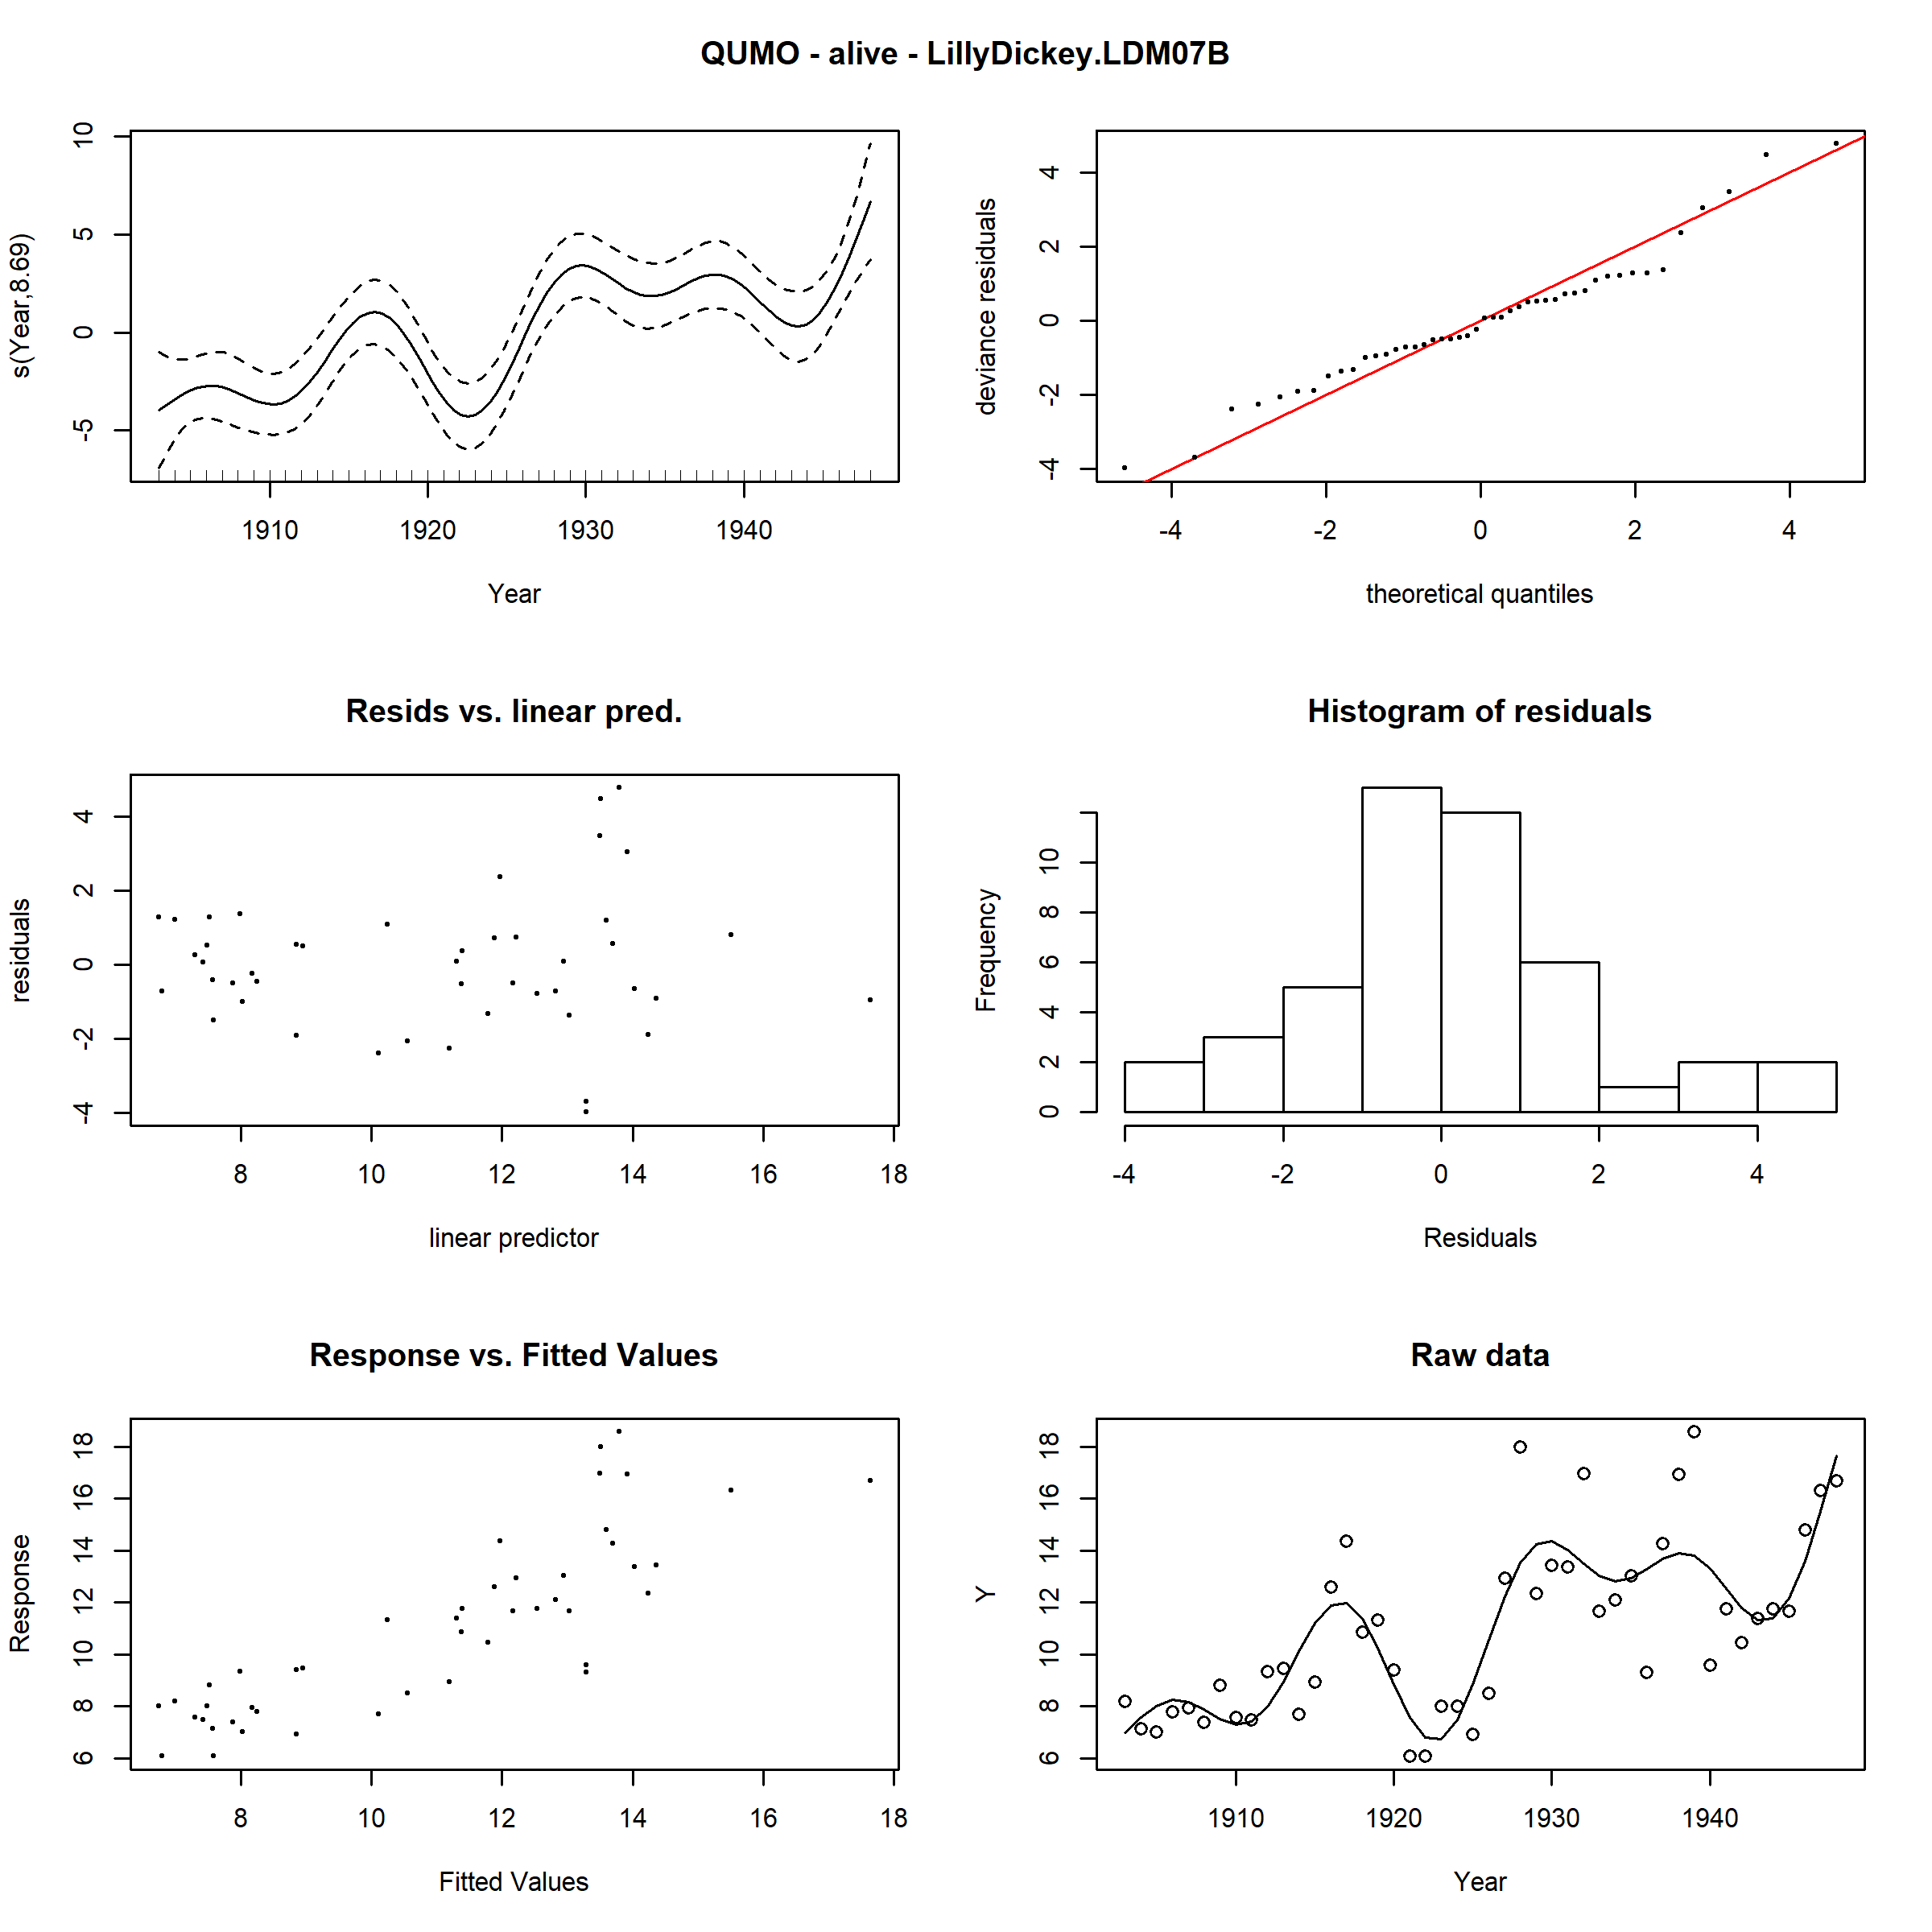 QUMO - alive - LillyDickey.LDM07B
s(Year,8.69)
10
5
0
-5
1910 1920 1930 1940
Year
deviance residuals
4
2
0
-2
-4
-4 -2 0 2 4
theoretical quantiles
Resids vs. linear pred.
residuals
4
2
0
-2
-4
8 10 12 14 16 18
linear predictor
Histogram of residuals
Frequency
10
8
6
4
2
0
-4 -2 0 2 4
Residuals
Response vs. Fitted Values
Response
18
16
14
12
10
8
6
8 10 12 14 16 18
Fitted Values
Raw data
Y
18
16
14
12
10
8
6
1910 1920 1930 1940
Year